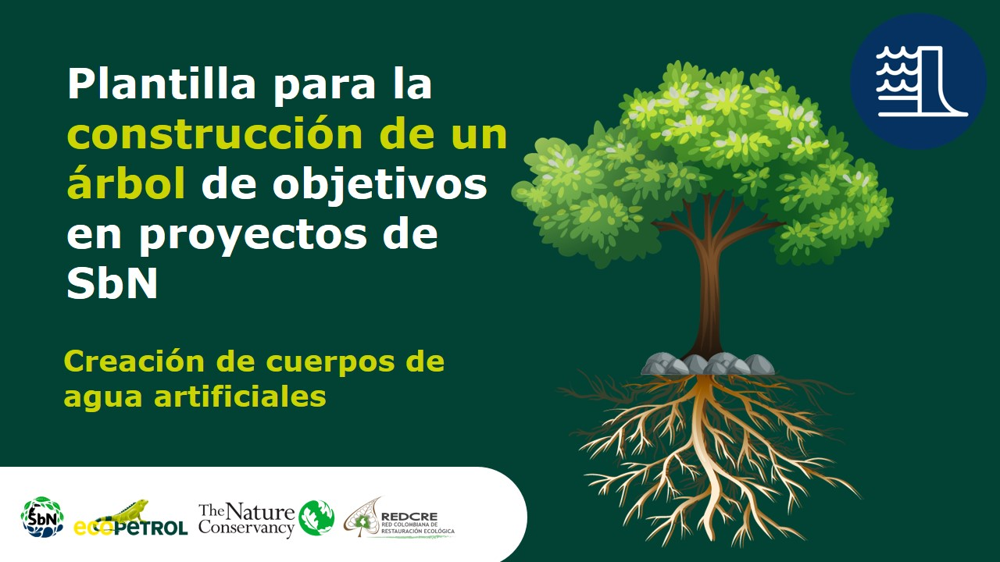 Plantilla para la
construcción de un
árbol de objetivos
en proyectos de
SbN
Creación de cuerpos de
agua artificiales
SbN
ecoPETROL
The Nature
Conservancy
REDCRE
RED COLOMBIANA DE
RESTAURACIÓN ECOLÓGICA